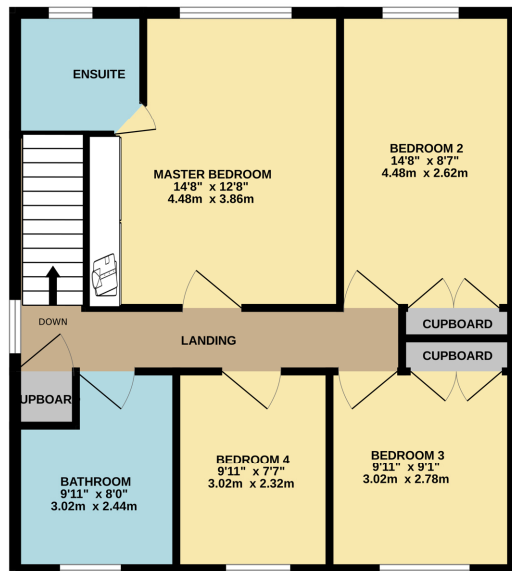 ENSUITE
MASTER BEDROOM
14'8" x 12'8"
4.48m x 3.86m
BEDROOM 2
14'8" x 8'7"
4.48m x 2.62m
DOWN
LANDING
CUPBOARD
CUPBOARD
UPBOAR
BATHROOM
9'11" x 8'0"
3.02m x 2.44m
BEDROOM 4
9'11" x 7'7"
3.02m x 2.32m
BEDROOM 3
9'11" x 9'1"
3.02m x 2.78m